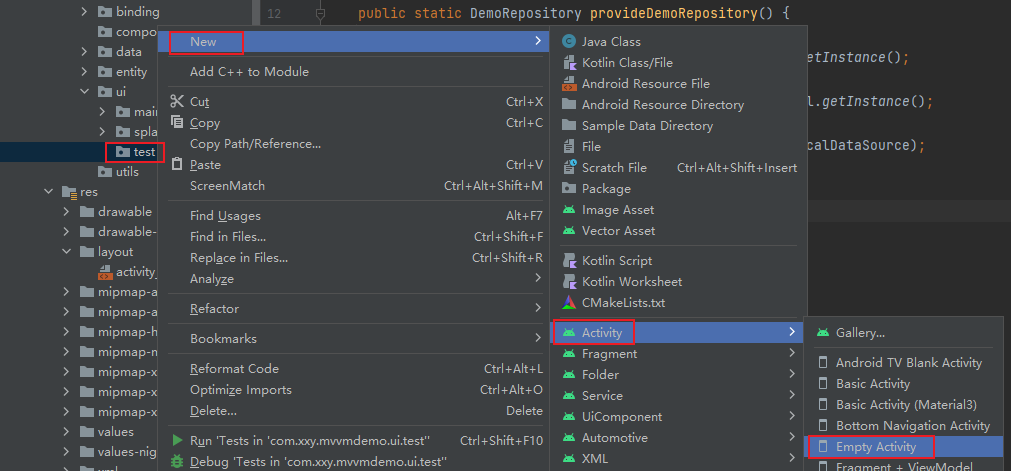 binding
compo
data
entity
ui
main
spla
test
utils
res
drawable
drawable-
layout
activity_
mipmap-a
mipmap-a
mipmap-h
mipmap-m
mipmap-x
mipmap-x
mipmap-x
values
values-nig
12 public static DemoRepository provideDemoRepository() {
etInstance();
l.getInstance();
calDataSource);
New
Add C++ to Module
Cut Ctrl+X
Copy Ctrl+C
Copy Path/Reference...
Paste Ctrl+V
ScreenMatch Ctrl+Alt+Shift+M
Find Usages Alt+F7
Find in Files... Ctrl+Shift+F
Replace in Files... Ctrl+Shift+R
Analyze
Refactor
Bookmarks
Reformat Code Ctrl+Alt+L
Optimize Imports Ctrl+Alt+O
Delete... Delete
Run 'Tests in 'com.xxy.mvvmdemo.ui.test'' Ctrl+Shift+F10
Debug 'Tests in 'com.xxy.mvvmdemo.ui.test''
Java Class
Kotlin Class/File
Android Resource File
Android Resource Directory
Sample Data Directory
File
Scratch File Ctrl+Alt+Shift+Insert
Package
Image Asset
Vector Asset
Kotlin Script
Kotlin Worksheet
CMakeLists.txt
Activity
Fragment
Folder
Service
UiComponent
Automotive
XML
Gallery...
Android TV Blank Activity
Basic Activity
Basic Activity (Material3)
Bottom Navigation Activity
Empty Activity
Fragment + ViewModel